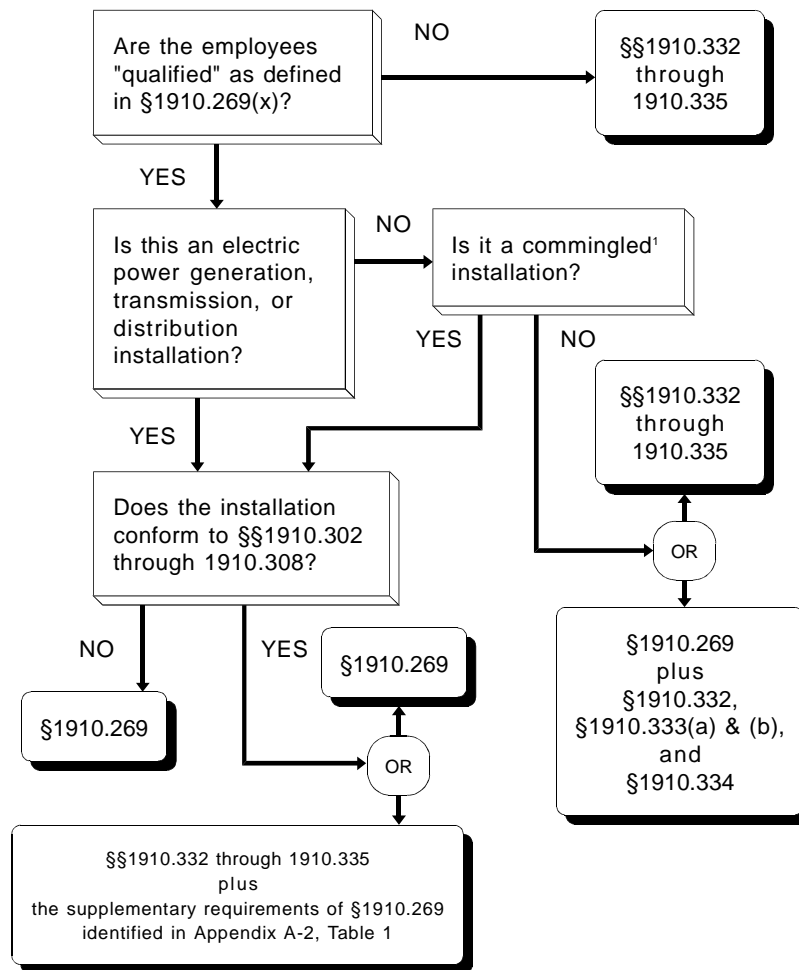 Are the employees
"qualified" as defined
in §1910.269(x)?
NO
§§1910.332
through
1910.335
YES
Is this an electric
power generation,
transmission, or
distribution
installation?
NO
Is it a commingled¹
installation?
YES
NO
§§1910.332
through
1910.335
OR
§1910.269
plus
§1910.332,
§1910.333(a) & (b),
and
§1910.334
YES
Does the installation
conform to §§1910.302
through 1910.308?
NO
§1910.269
YES
§1910.269
OR
§§1910.332 through 1910.335
plus
the supplementary requirements of §1910.269
identified in Appendix A-2, Table 1